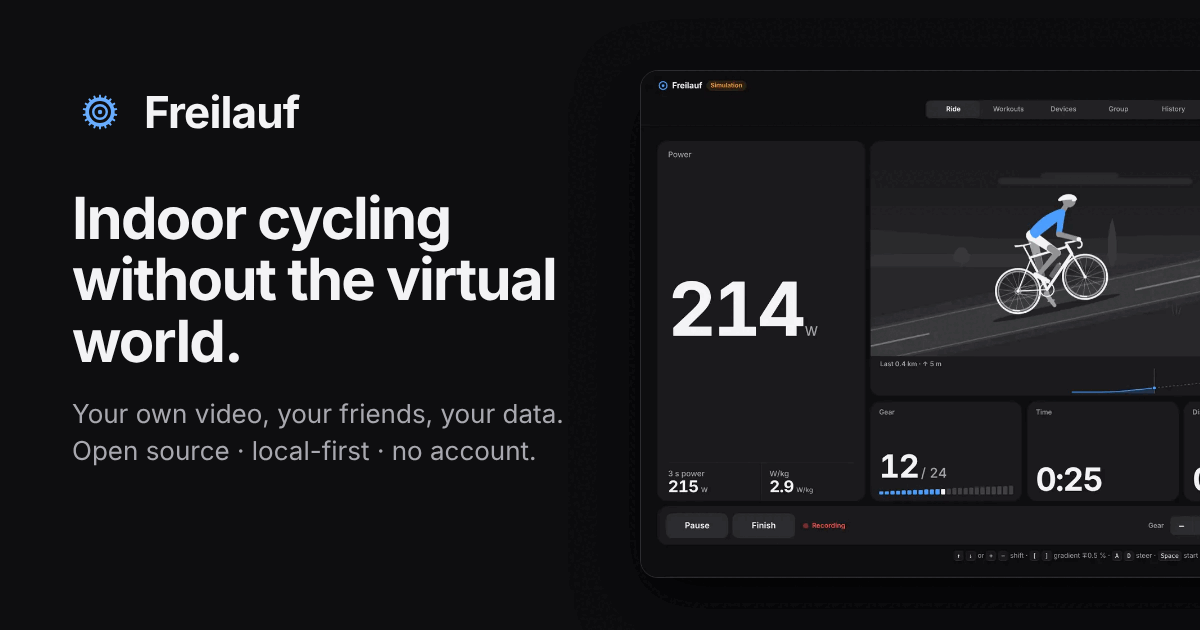 Freilauf
Indoor cycling
without the virtual
world.
Your own video, your friends, your data.
Open source · local-first · no account.
Freilauf Simulation
Ride Workouts Devices Group History
Power
214 W
3 s power
215 W
W/kg
2.9 W/kg
Last 0.4 km · ↑ 5 m
Gear
12 / 24
Time
0:25
Pause Finish Recording
Gear −
↑ ↓ or + − shift · [ ] gradient ∓0.5 % · A D steer · Space start